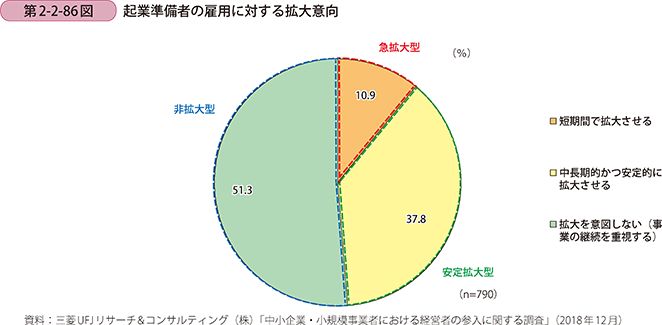 第2-2-86図 起業準備者の雇用に対する拡大意向
急拡大型
(%)
10.9
非拡大型
短期間で拡大させる
中長期的かつ安定的に
拡大させる
51.3
37.8
拡大を意図しない（事
業の継続を重視する）
安定拡大型
(n=790)
資料：三菱UFJリサーチ＆コンサルティング（株）「中小企業・小規模事業者における経営者の参入に関する調査」（2018年12月）